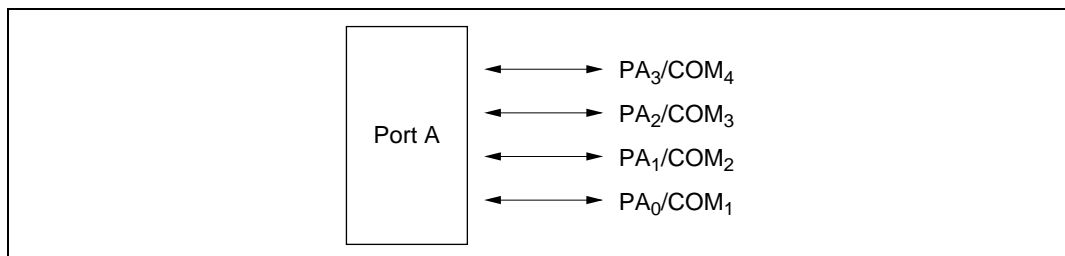 PA₃/COM₄
PA₂/COM₃
Port A
PA₁/COM₂
PA₀/COM₁